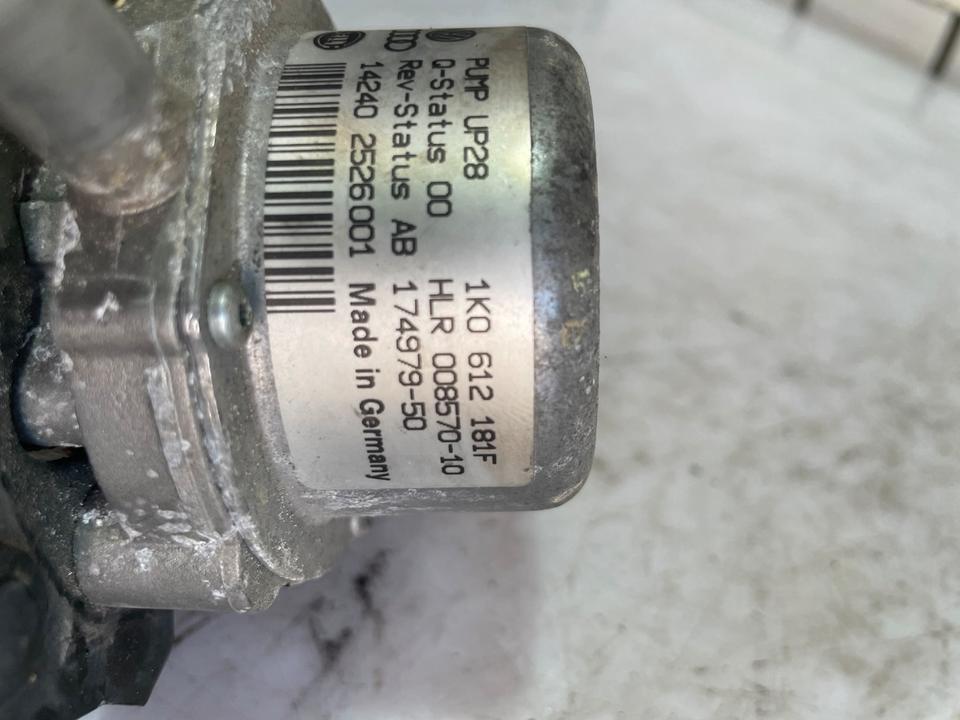 PUMP UP28 1K0 612 181F
Q-Status 00 HLR 008570-10
Rev-Status AB 174979-50
14240 2526001 Made in Germany